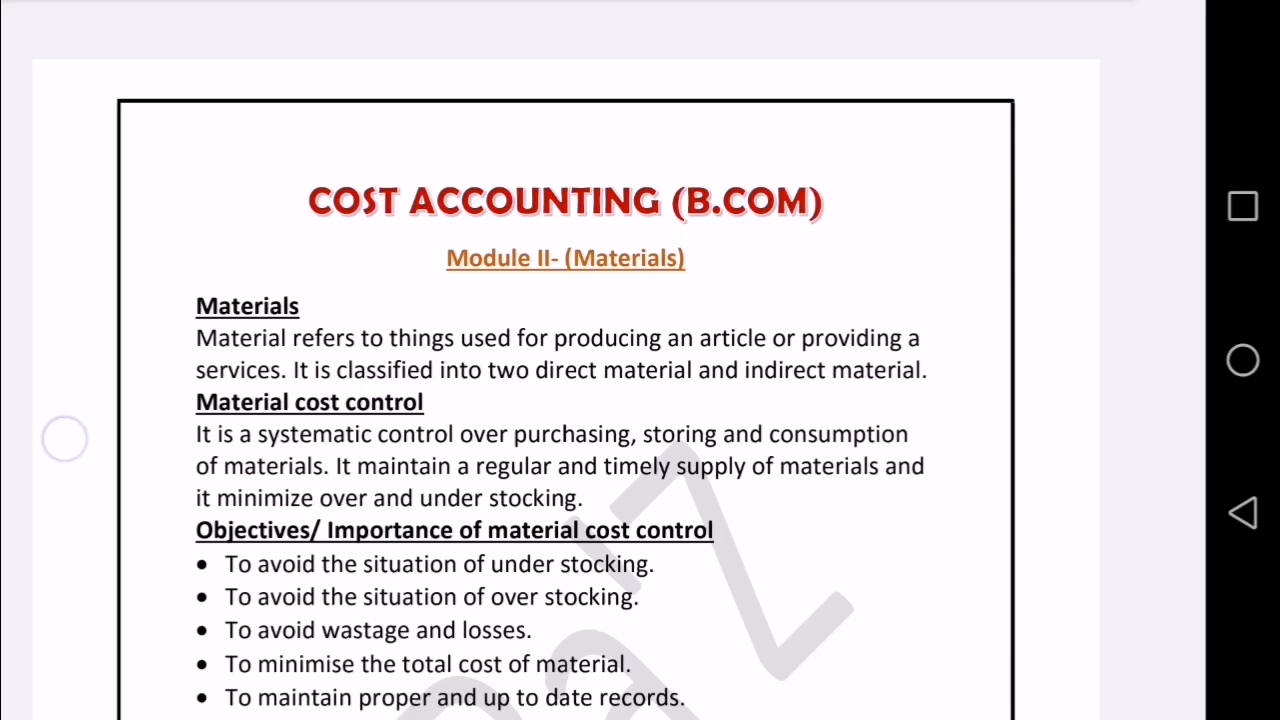 COST ACCOUNTING (B.COM)
Module II- (Materials)
Materials
Material refers to things used for producing an article or providing a
services. It is classified into two direct material and indirect material.
Material cost control
It is a systematic control over purchasing, storing and consumption
of materials. It maintain a regular and timely supply of materials and
it minimize over and under stocking.
Objectives/ Importance of material cost control
• To avoid the situation of under stocking.
• To avoid the situation of over stocking.
• To avoid wastage and losses.
• To minimise the total cost of material.
• To maintain proper and up to date records.